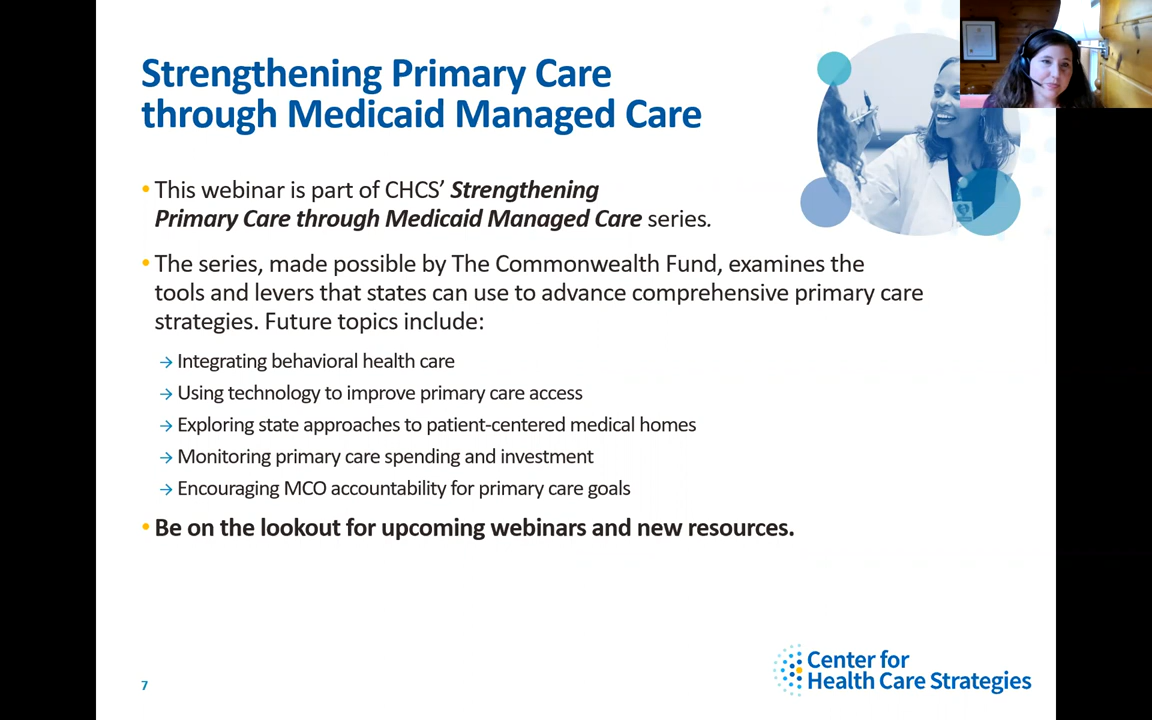 Strengthening Primary Care
through Medicaid Managed Care
• This webinar is part of CHCS’ Strengthening
Primary Care through Medicaid Managed Care series.
• The series, made possible by The Commonwealth Fund, examines the
tools and levers that states can use to advance comprehensive primary care
strategies. Future topics include:
→ Integrating behavioral health care
→ Using technology to improve primary care access
→ Exploring state approaches to patient-centered medical homes
→ Monitoring primary care spending and investment
→ Encouraging MCO accountability for primary care goals
• Be on the lookout for upcoming webinars and new resources.
7
Center for
Health Care Strategies